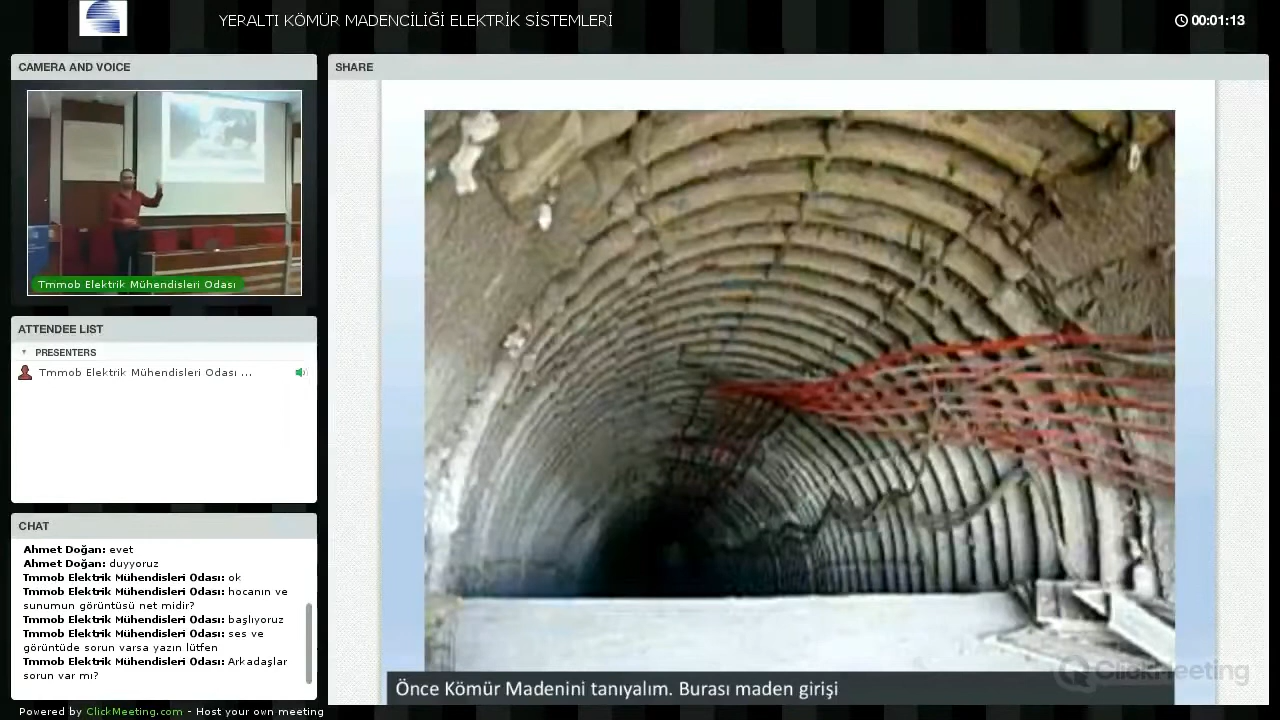 YERALTI KÖMÜR MADENCİLİĞİ ELEKTRİK SİSTEMLERİ
00:01:13
CAMERA AND VOICE
Tmmob Elektrik Mühendisleri Odası
ATTENDEE LIST
PRESENTERS
Tmmob Elektrik Mühendisleri Odası ...
CHAT
Ahmet Doğan: evet
Ahmet Doğan: duyyoruz
Tmmob Elektrik Mühendisleri Odası: ok
Tmmob Elektrik Mühendisleri Odası: hocanın ve
sunumun görüntüsü net midir?
Tmmob Elektrik Mühendisleri Odası: başlıyoruz
Tmmob Elektrik Mühendisleri Odası: ses ve
görüntüde sorun varsa yazın lütfen
Tmmob Elektrik Mühendisleri Odası: Arkadaşlar
sorun var mı?
Powered by ClickMeeting.com - Host your own meeting
SHARE
ClickMeeting
Önce Kömür Madenini tanıyalım. Burası maden girişi